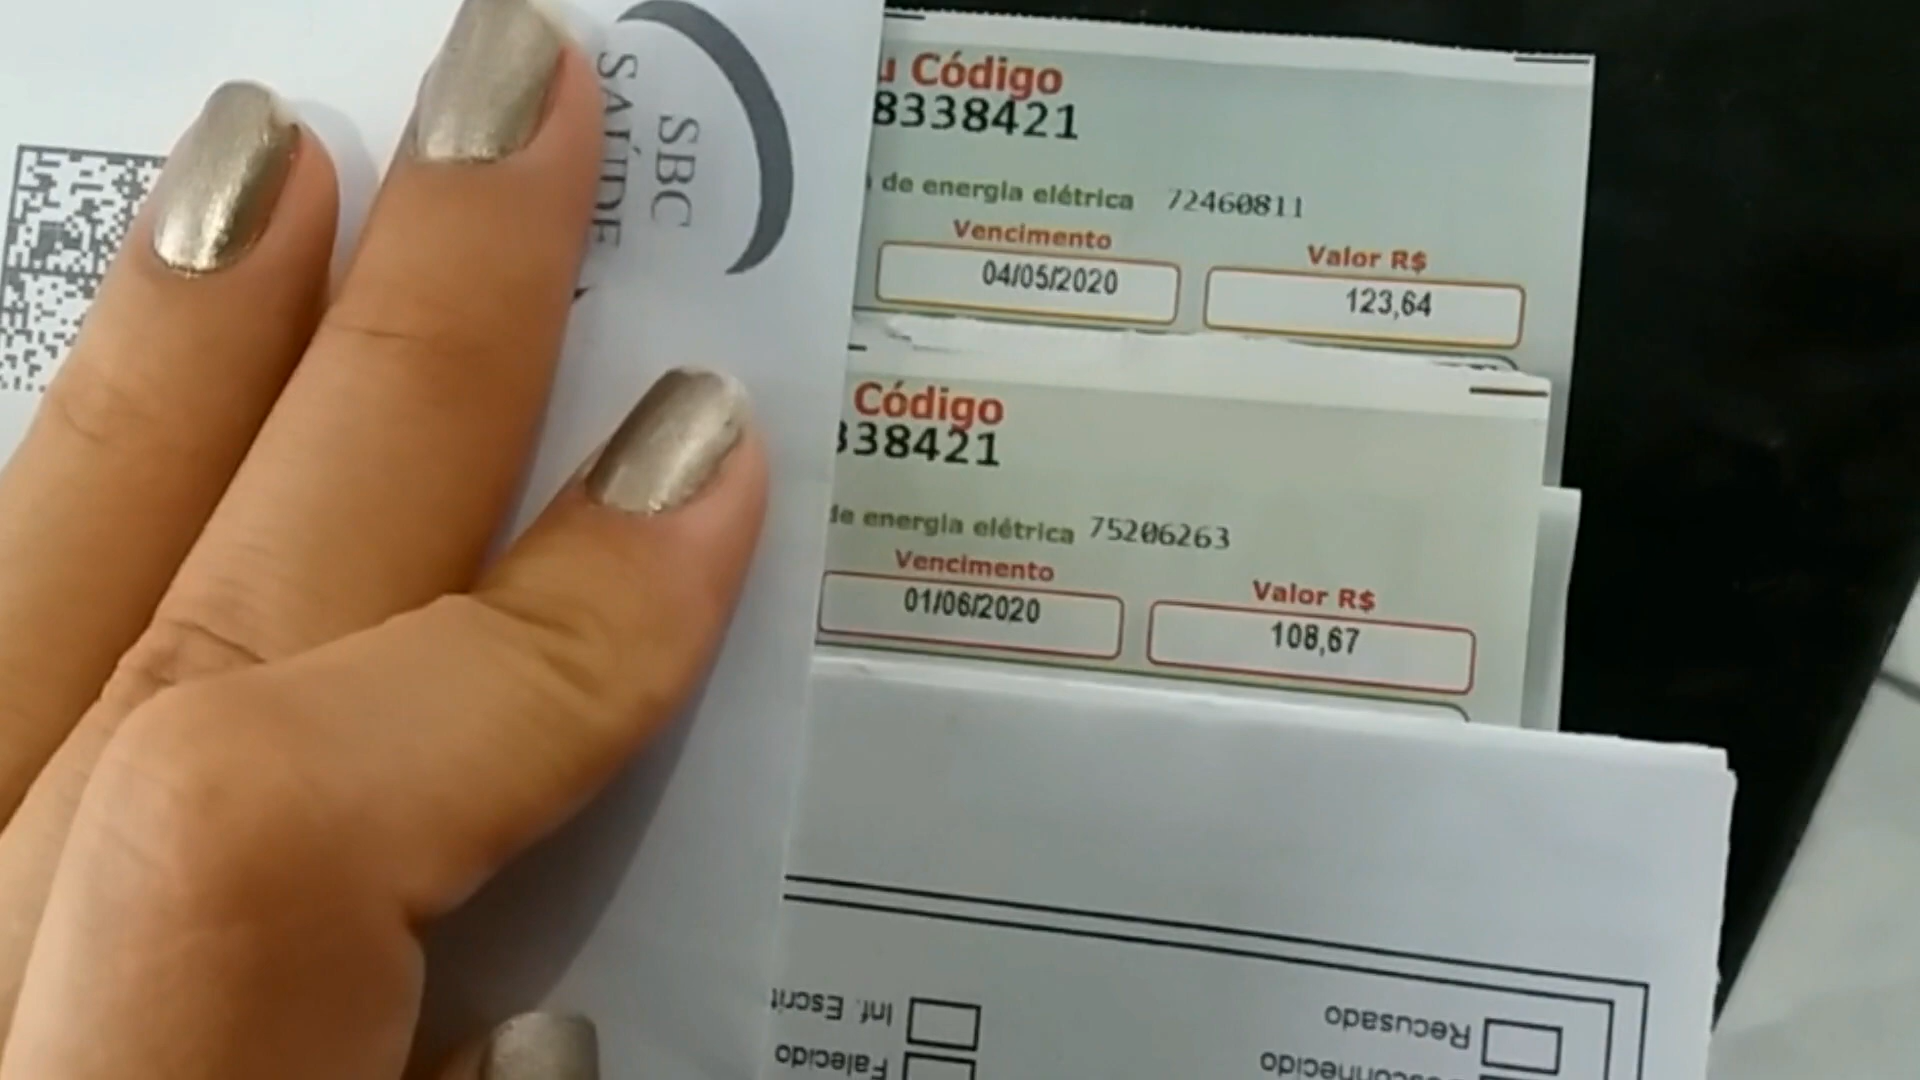 SBC
SAÚDE
u Código
8338421
de energia elétrica 72460811
Vencimento
Valor R$
04/05/2020
123,64
Código
338421
de energia elétrica 75206263
Vencimento
Valor R$
01/06/2020
108,67
Recusado
Inf. Escrit
Falecido